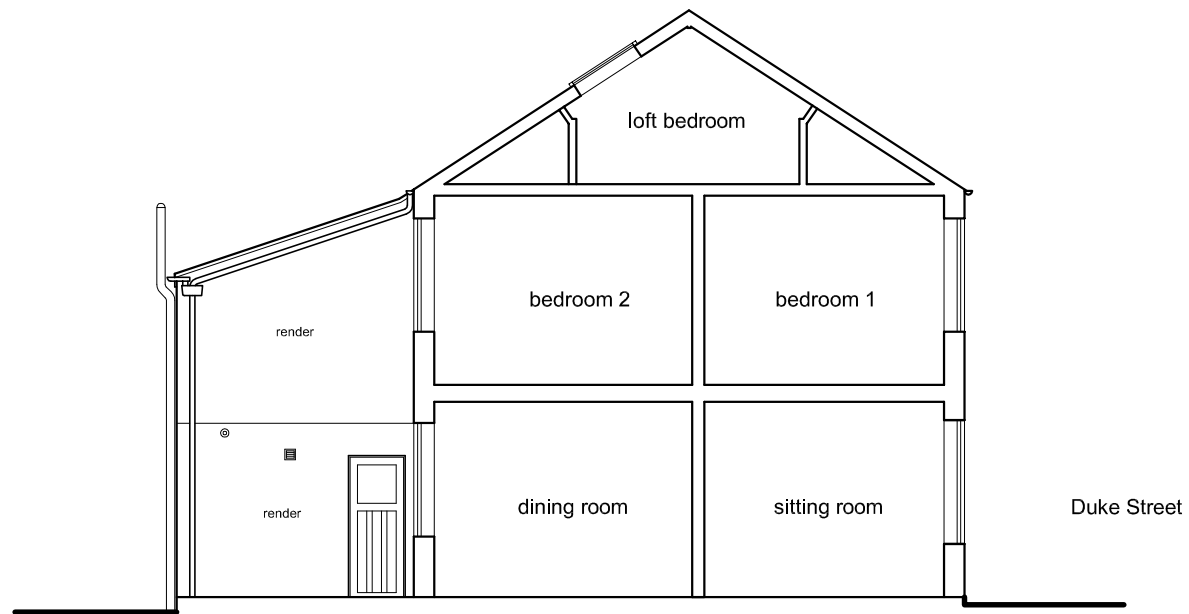 loft bedroom
bedroom 2
bedroom 1
render
dining room
sitting room
render
Duke Street